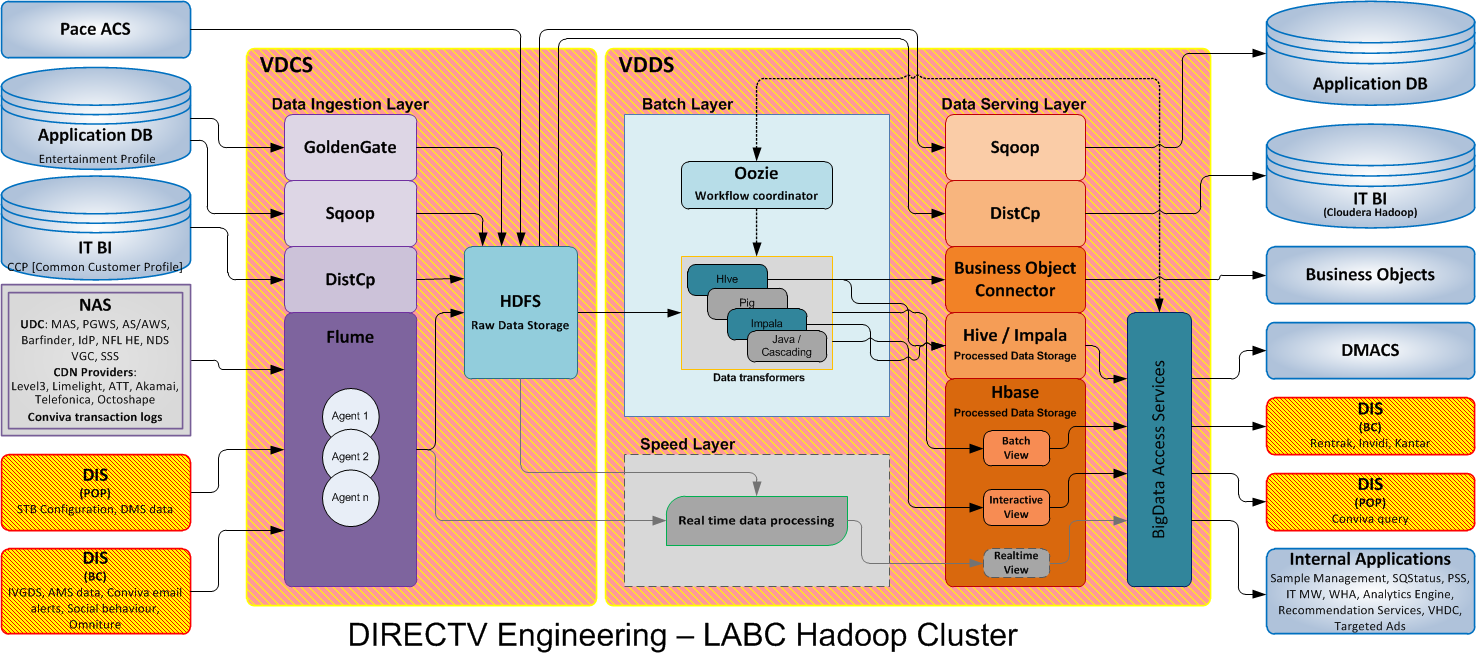 Pace ACS
Application DB
Entertainment Profile
IT BI
CCP [Common Customer Profile]
NAS
UDC: MAS, PGWS, AS/AWS,
Barfinder, IdP, NFL HE, NDS
VGC, SSS
CDN Providers:
Level3, Limelight, ATT, Akamai,
Telefonica, Octoshape
Conviva transaction logs
DIS
(POP)
STB Configuration, DMS data
DIS
(BC)
IVGDS, AMS data, Conviva email
alerts, Social behaviour,
Omniture
VDCS
Data Ingestion Layer
GoldenGate
Sqoop
DistCp
Flume
Agent 1
Agent 2
Agent n
HDFS
Raw Data Storage
VDDS
Batch Layer
Oozie
Workflow coordinator
HIve
Pig
Impala
Java /
Cascading
Data transformers
Speed Layer
Real time data processing
Data Serving Layer
Sqoop
DistCp
Business Object
Connector
Hive / Impala
Processed Data Storage
Hbase
Processed Data Storage
Batch
View
Interactive
View
Realtime
View
BigData Access Services
Application DB
IT BI
(Cloudera Hadoop)
Business Objects
DMACS
DIS
(BC)
Rentrak, Invidi, Kantar
DIS
(POP)
Conviva query
Internal Applications
Sample Management, SQStatus, PSS,
IT MW, WHA, Analytics Engine,
Recommendation Services, VHDC,
Targeted Ads
DIRECTV Engineering – LABC Hadoop Cluster